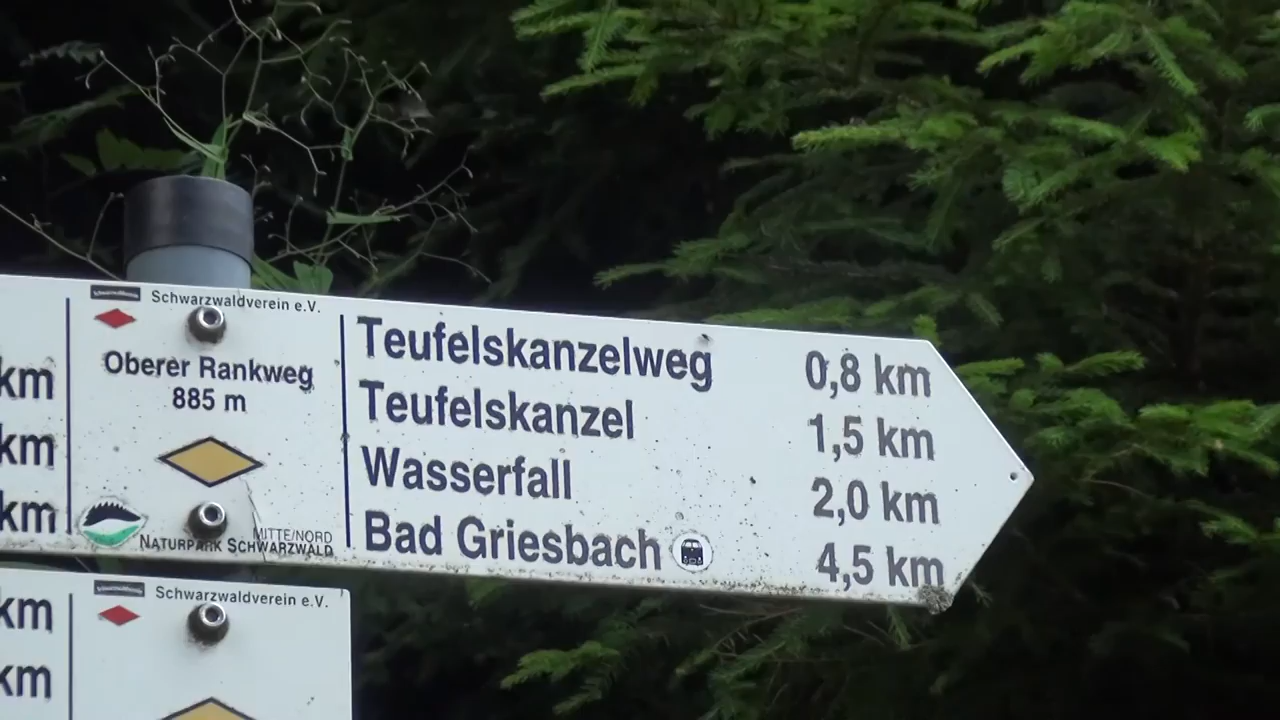 Schwarzwaldverein e.V.
km
km
km
Oberer Rankweg
885 m
MITTE/NORD
NATURPARK SCHWARZWALD
Teufelskanzelweg 0,8 km
Teufelskanzel 1,5 km
Wasserfall 2,0 km
Bad Griesbach 4,5 km
km
km
Schwarzwaldverein e.V.